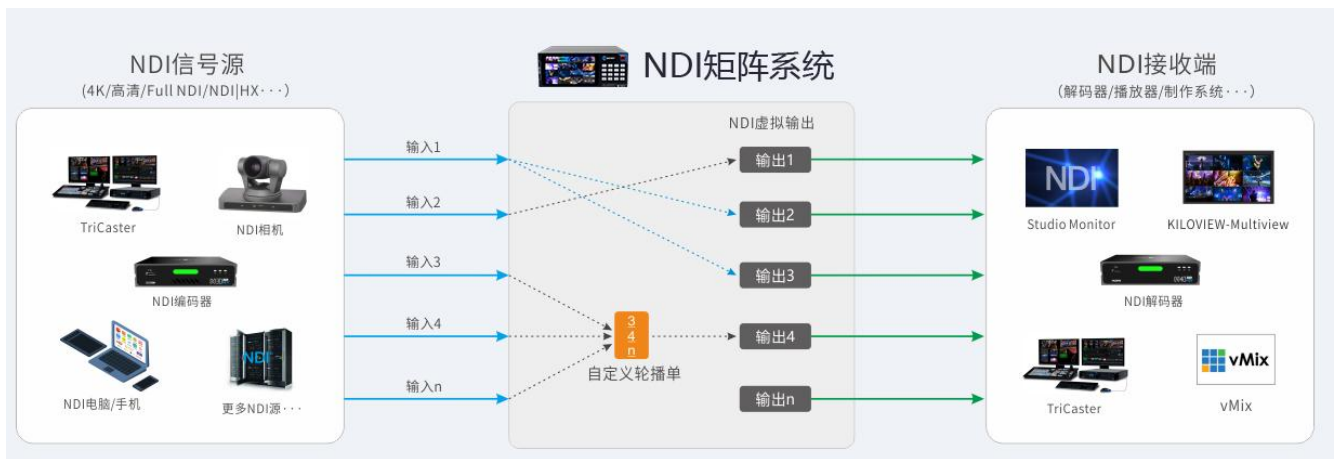 NDI信号源
(4K/高清/Full NDI/NDI|HX···)
TriCaster
NDI相机
NDI编码器
NDI
NDI电脑/手机
更多NDI源···
输入1
输入2
输入3
输入4
输入n
NDI矩阵系统
NDI虚拟输出
输出1
输出2
输出3
3
4
n
自定义轮播单
输出4
输出n
NDI接收端
(解码器/播放器/制作系统···)
NDI
Studio Monitor
KILOVIEW-Multiview
NDI解码器
TriCaster
vMix
vMix